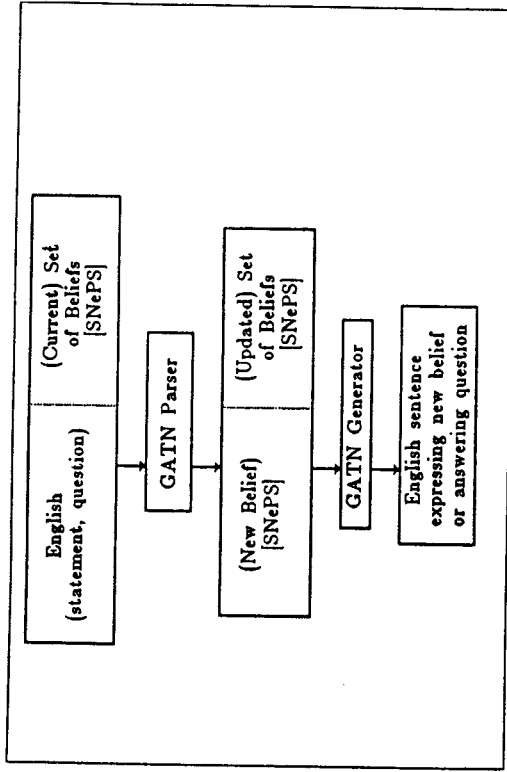 English
(statement, question)
(Current) Set
of Beliefs
[SNePS]
GATN Parser
(New Belief)
[SNePS]
(Updated) Set
of Beliefs
[SNePS]
GATN Generator
English sentence
expressing new belief
or answering question